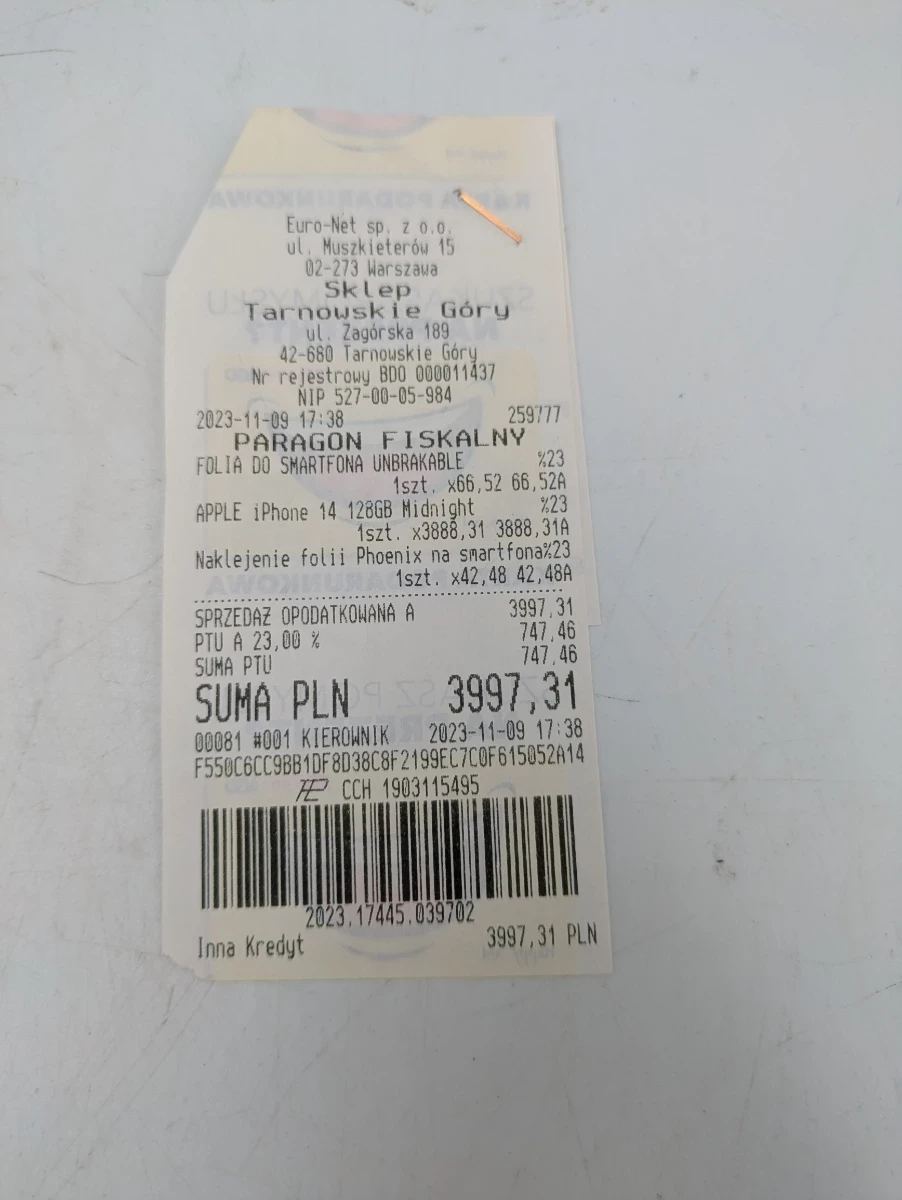 Euro-Net sp. z o.o.
ul. Muszkieterów 15
02-273 Warszawa
Sklep
Tarnowskie Góry
ul. Zagórska 189
42-680 Tarnowskie Góry
Nr rejestrowy BDO 000011437
NIP 527-00-05-984
2023-11-09 17:38 259777
PARAGON FISKALNY
FOLIA DO SMARTFONA UNBRAKABLE %23
1szt. x66,52 66,52A
APPLE iPhone 14 128GB Midnight %23
1szt. x3888,31 3888,31A
Naklejenie folii Phoenix na smartfona%23
1szt. x42,48 42,48A
SPRZEDAŻ OPODATKOWANA A 3997,31
PTU A 23,00 % 747,46
SUMA PTU 747,46
SUMA PLN 3997,31
00081 #001 KIEROWNIK 2023-11-09 17:38
F550C6CC9BB1DF8D38C8F2199EC7C0F615052A14
CCH 1903115495
2023.17445.039702
Inna Kredyt 3997,31 PLN